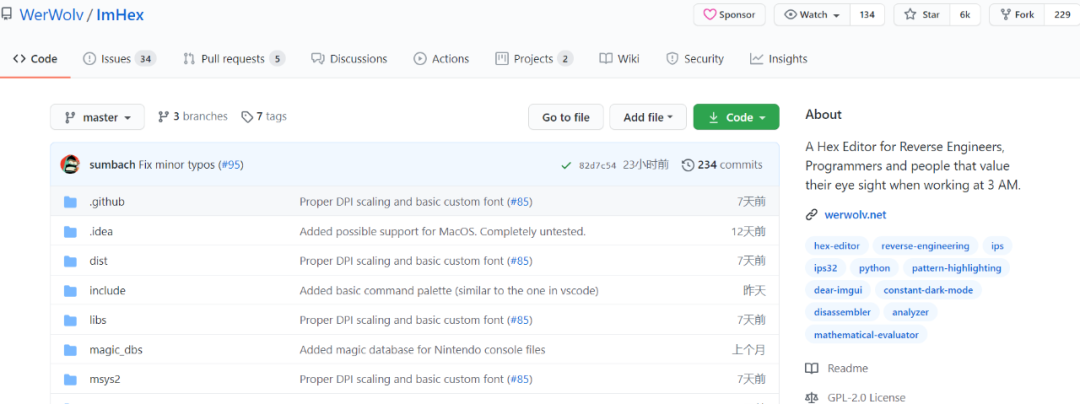 WerWolv / ImHex
Sponsor Watch 134 Star 6k Fork 229
Code Issues 34 Pull requests 5 Discussions Actions Projects 2 Wiki Security Insights
master 3 branches 7 tags Go to file Add file Code
sumbach Fix minor typos (#95) 82d7c54 23小时前 234 commits
.github Proper DPI scaling and basic custom font (#85) 7天前
.idea Added possible support for MacOS. Completely untested. 12天前
dist Proper DPI scaling and basic custom font (#85) 7天前
include Added basic command palette (similar to the one in vscode) 昨天
libs Proper DPI scaling and basic custom font (#85) 7天前
magic_dbs Added magic database for Nintendo console files 上个月
msys2 Proper DPI scaling and basic custom font (#85) 7天前
About
A Hex Editor for Reverse Engineers,
Programmers and people that value
their eye sight when working at 3 AM.
werwolv.net
hex-editor reverse-engineering ips
ips32 python pattern-highlighting
dear-imgui constant-dark-mode
disassembler analyzer
mathematical-evaluator
Readme
GPL-2.0 License